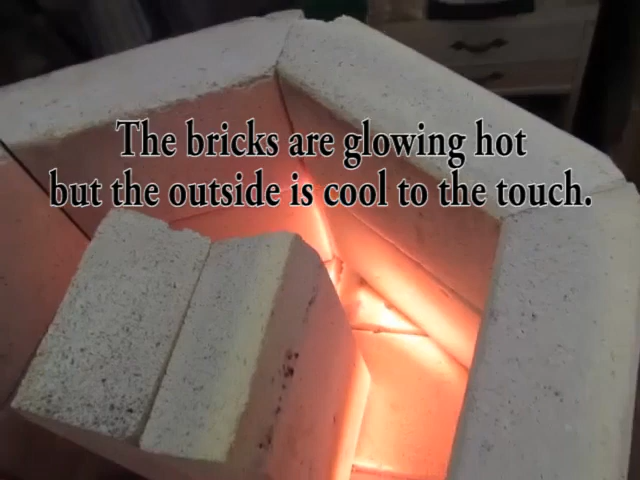 The bricks are glowing hot
but the outside is cool to the touch.